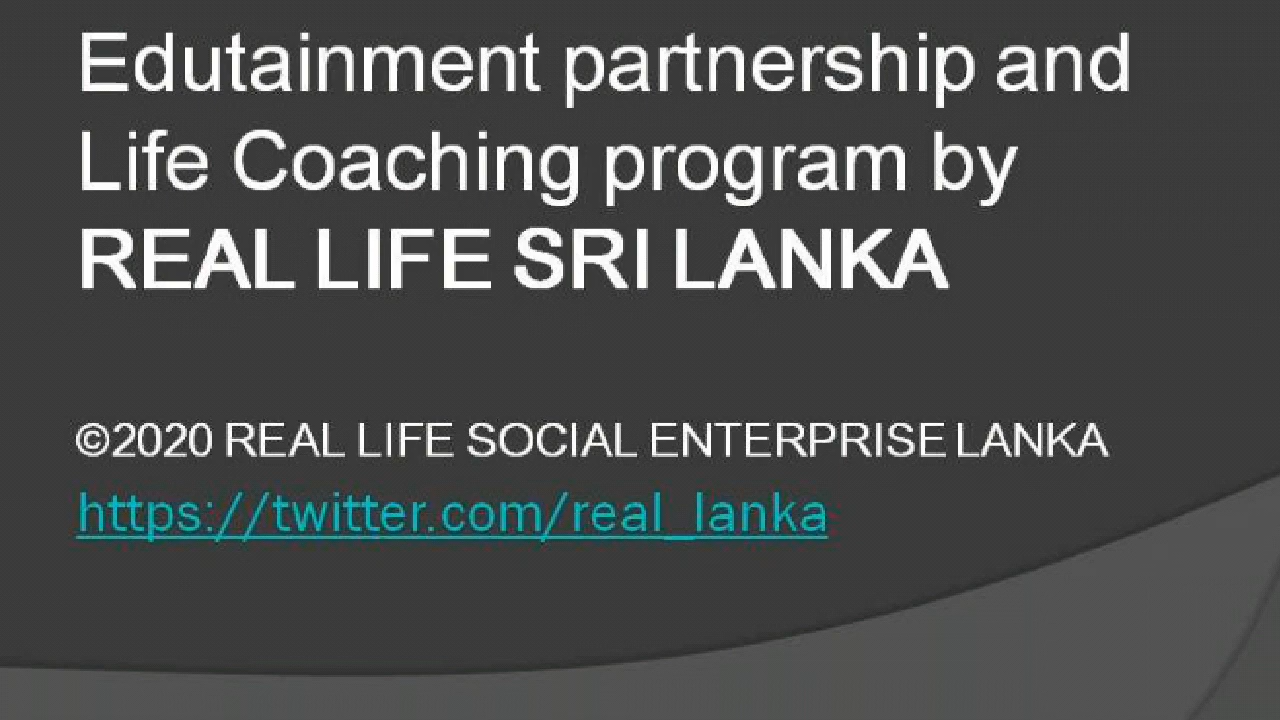 Edutainment partnership and
Life Coaching program by
REAL LIFE SRI LANKA
©2020 REAL LIFE SOCIAL ENTERPRISE LANKA
https://twitter.com/real_lanka